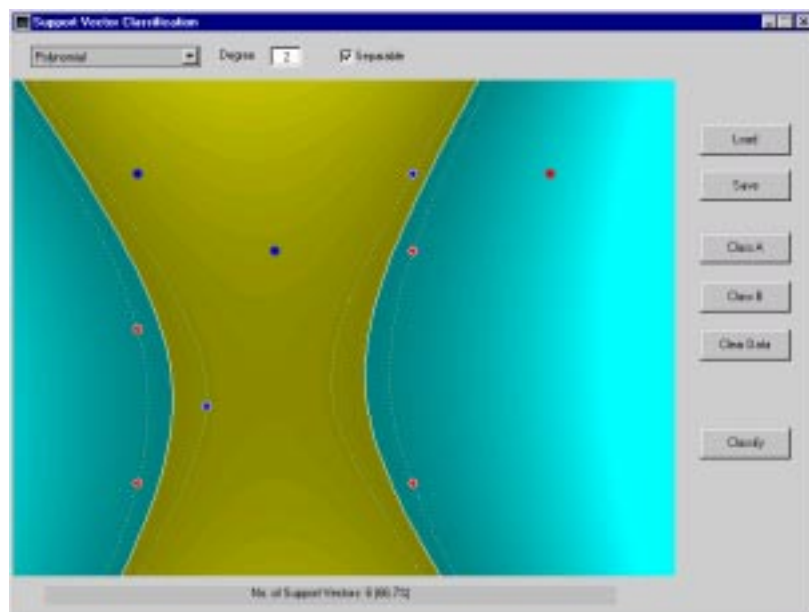 Support Vector Classification
Polynomial Degree 2 Separable
Load
Save
Class A
Class B
Clear Data
Classify
No. of Support Vectors: 6 (66.7%)